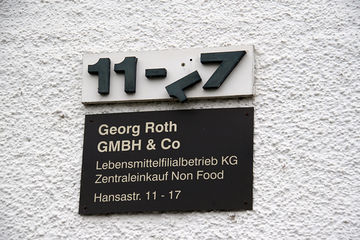 11-17
Georg Roth
GMBH & Co
Lebensmittelfilialbetrieb KG
Zentraleinkauf Non Food
Hansastr. 11 - 17